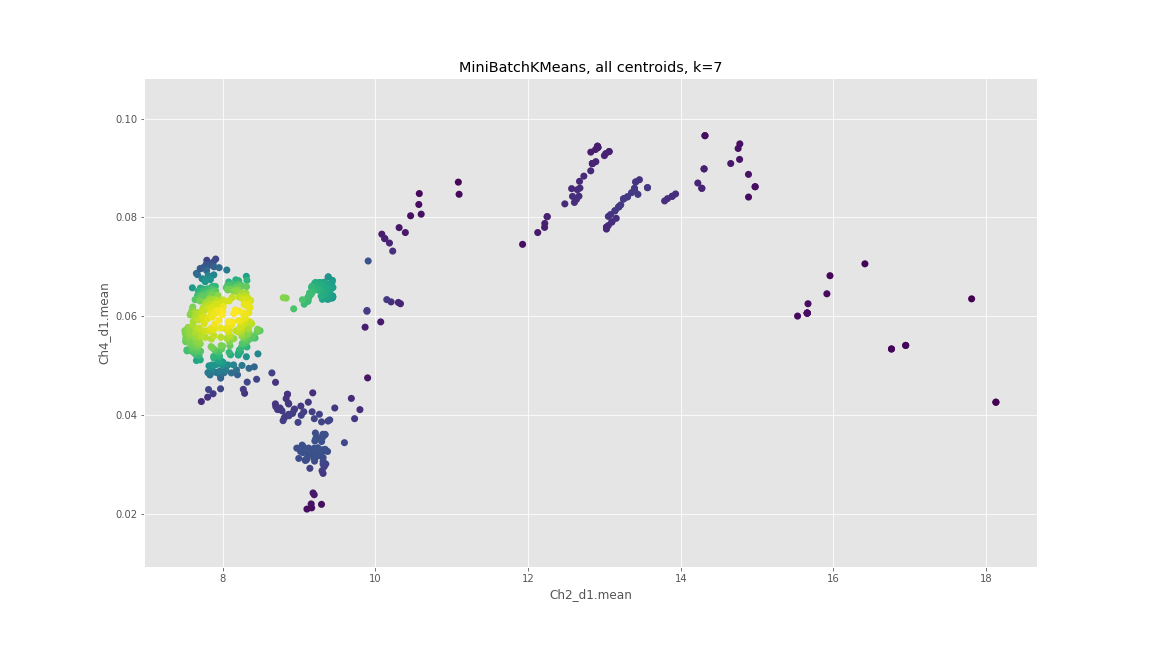 MiniBatchKMeans, all centroids, k=7
0.10
0.08
0.06
0.04
0.02
Ch4_d1.mean
8 10 12 14 16 18
Ch2_d1.mean